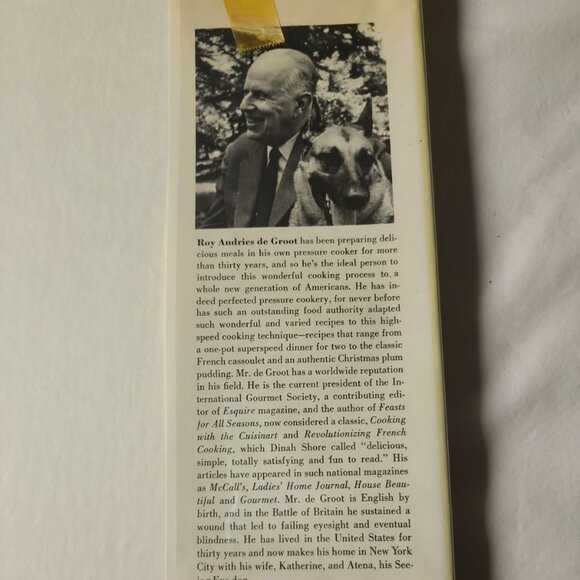 Roy Andries de Groot has been preparing deli-
cious meals in his own pressure cooker for more
than thirty years, and so he's the ideal person to
introduce this wonderful cooking process to a
whole new generation of Americans. He has in-
deed perfected pressure cookery, for never before
has such an outstanding food authority adapted
such wonderful and varied recipes to this high-
speed cooking technique—recipes that range from
a one-pot superspeed dinner for two to the classic
French cassoulet and an authentic Christmas plum
pudding. Mr. de Groot has a worldwide reputation
in his field. He is the current president of the In-
ternational Gourmet Society, a contributing edi-
tor of Esquire magazine, and the author of Feasts
for All Seasons, now considered a classic, Cooking
with the Cuisinart and Revolutionizing French
Cooking, which Dinah Shore called "delicious,
simple, totally satisfying and fun to read." His
articles have appeared in such national magazines
as McCall's, Ladies' Home Journal, House Beau-
tiful and Gourmet. Mr. de Groot is English by
birth, and in the Battle of Britain he sustained a
wound that led to failing eyesight and eventual
blindness. He has lived in the United States for
thirty years and now makes his home in New York
City with his wife, Katherine, and Atena, his See-
ing Eye dog.